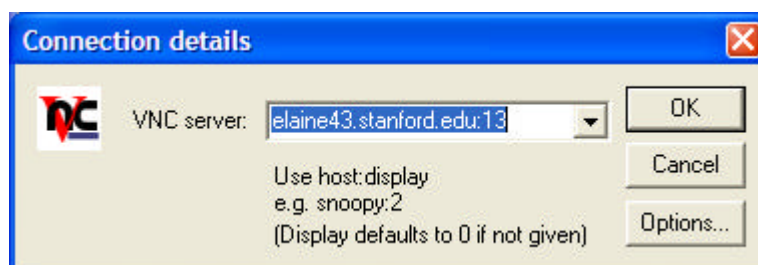 Connection details
VNC
VNC server:
elaine43.stanford.edu:13
OK
Use host:display
e.g. snoopy:2
(Display defaults to 0 if not given)
Cancel
Options...